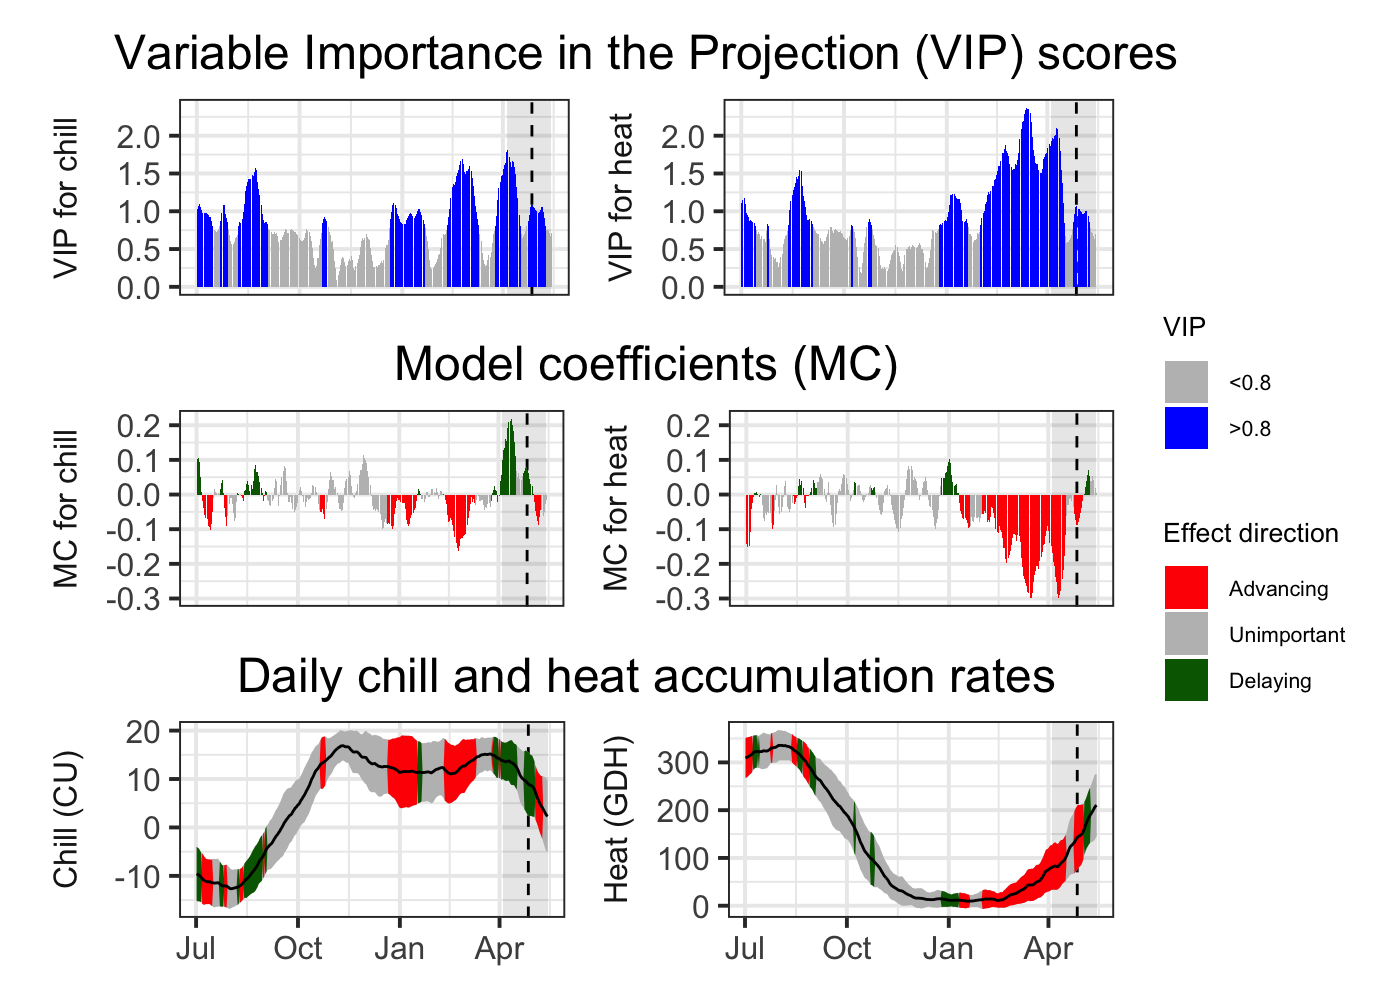 Variable Importance in the Projection (VIP) scores
VIP for chill
2.0
1.5
1.0
0.5
0.0
VIP for heat
2.0
1.5
1.0
0.5
0.0
Model coefficients (MC)
MC for chill
0.2
0.1
0.0
-0.1
-0.2
-0.3
MC for heat
0.2
0.1
0.0
-0.1
-0.2
-0.3
Daily chill and heat accumulation rates
Chill (CU)
20
10
0
-10
Jul Oct Jan Apr
Heat (GDH)
300
200
100
0
Jul Oct Jan Apr
VIP
<0.8
>0.8
Effect direction
Advancing
Unimportant
Delaying